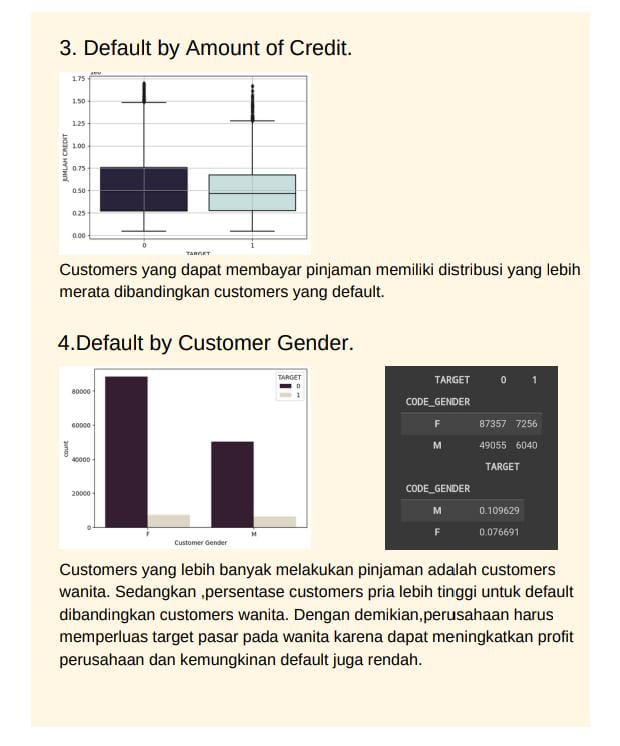 3. Default by Amount of Credit.
1.75
1.50
1.25
1.00
0.75
0.50
0.25
0.00
JUMLAH CREDIT
0 1
TARGET
Customers yang dapat membayar pinjaman memiliki distribusi yang lebih
merata dibandingkan customers yang default.
4.Default by Customer Gender.
TARGET
0
1
80000
60000
40000
20000
0
count
F M
Customer Gender
TARGET 0 1
CODE_GENDER
F 87357 7256
M 49055 6040
TARGET
CODE_GENDER
M 0.109629
F 0.076691
Customers yang lebih banyak melakukan pinjaman adalah customers
wanita. Sedangkan ,persentase customers pria lebih tinggi untuk default
dibandingkan customers wanita. Dengan demikian,perusahaan harus
memperluas target pasar pada wanita karena dapat meningkatkan profit
perusahaan dan kemungkinan default juga rendah.